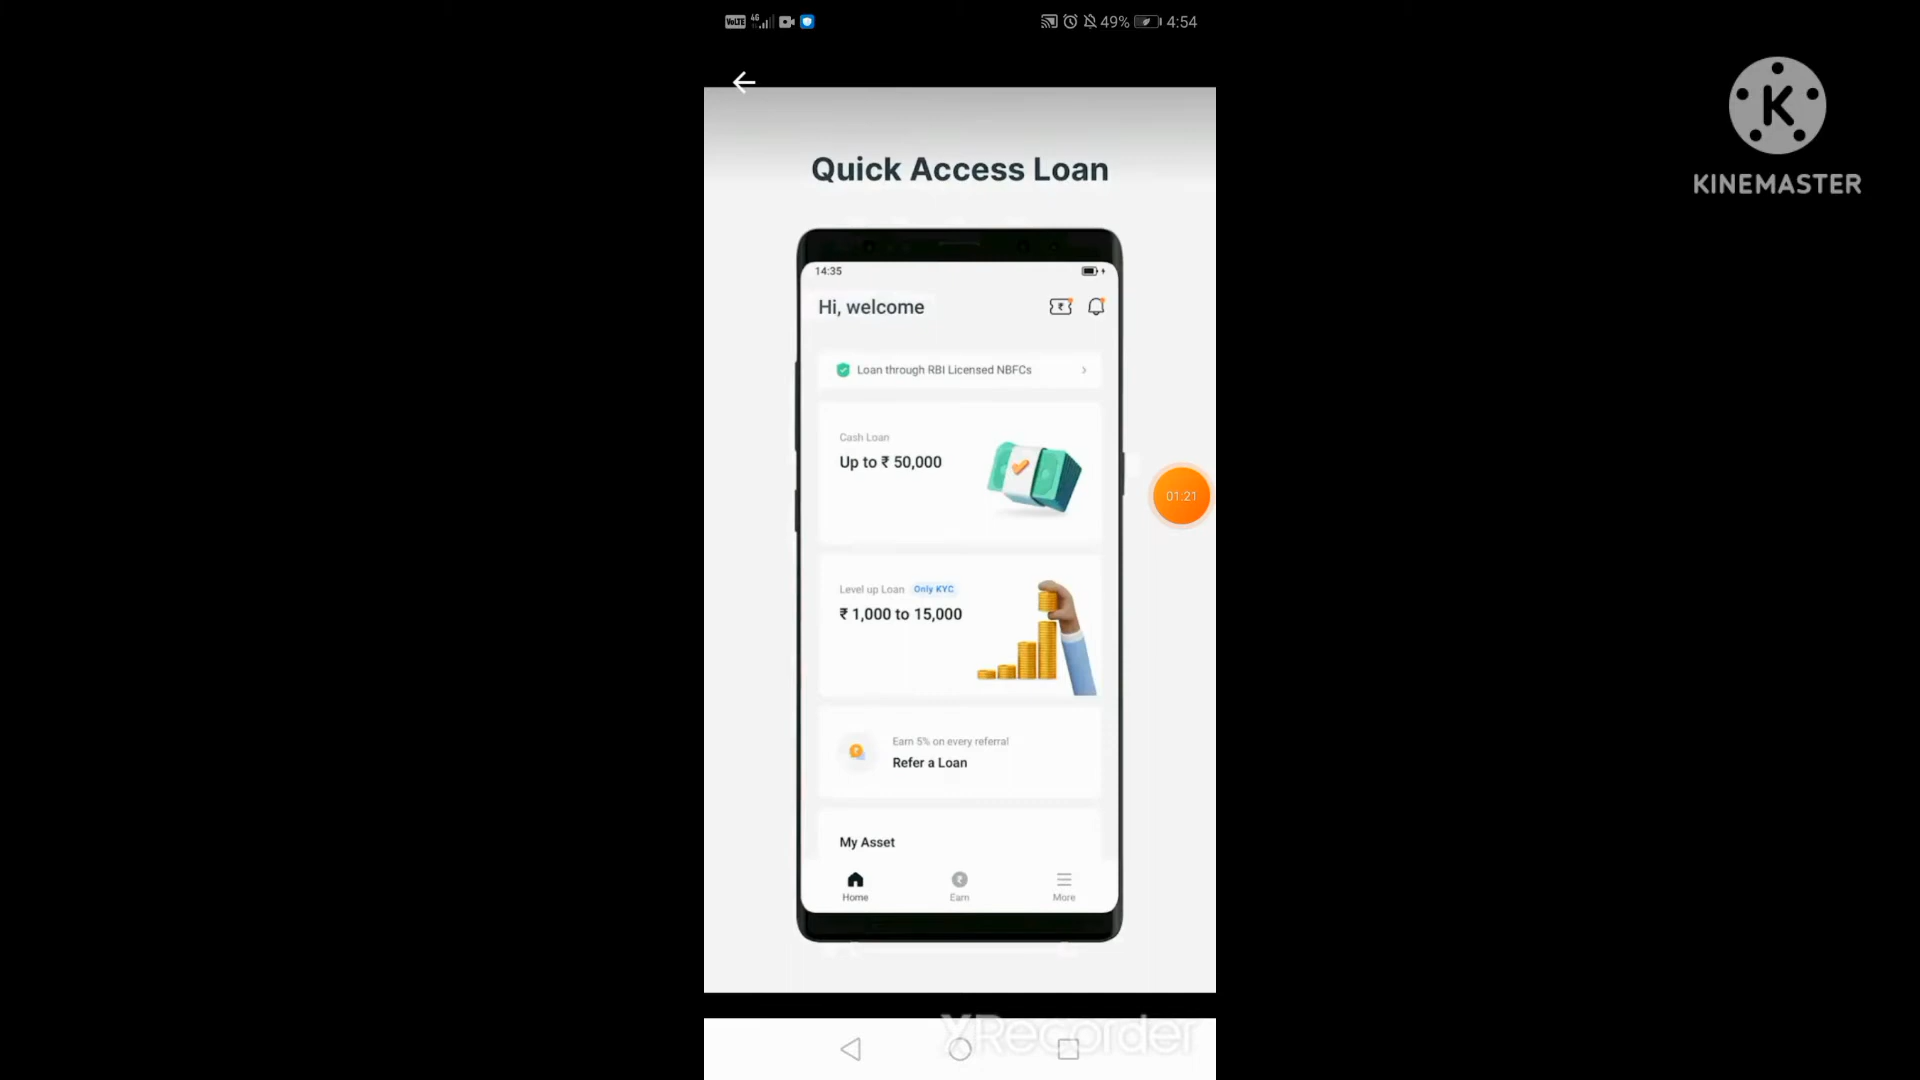 VoLTE 4G 49% 4:54
K
KINEMASTER
Quick Access Loan
14:35
Hi, welcome
Loan through RBI Licensed NBFCs
Cash Loan
Up to ₹ 50,000
01:21
Level up Loan Only KYC
₹ 1,000 to 15,000
Earn 5% on every referral
Refer a Loan
My Asset
Home Earn More
XRecorder